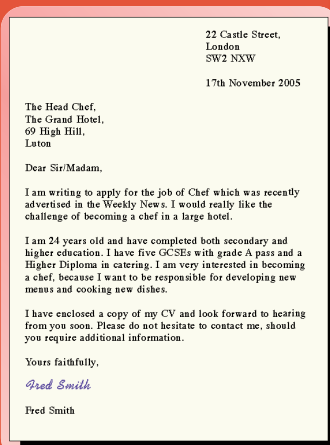 22 Castle Street,
London
SW2 NXW
17th November 2005
The Head Chef,
The Grand Hotel,
69 High Hill,
Luton
Dear Sir/Madam,
I am writing to apply for the job of Chef which was recently
advertised in the Weekly News. I would really like the
challenge of becoming a chef in a large hotel.
I am 24 years old and have completed both secondary and
higher education. I have five GCSEs with grade A pass and a
Higher Diploma in catering. I am very interested in becoming
a chef, because I want to be responsible for developing new
menus and cooking new dishes.
I have enclosed a copy of my CV and look forward to hearing
from you soon. Please do not hesitate to contact me, should
you require additional information.
Yours faithfully,
Fred Smith
Fred Smith